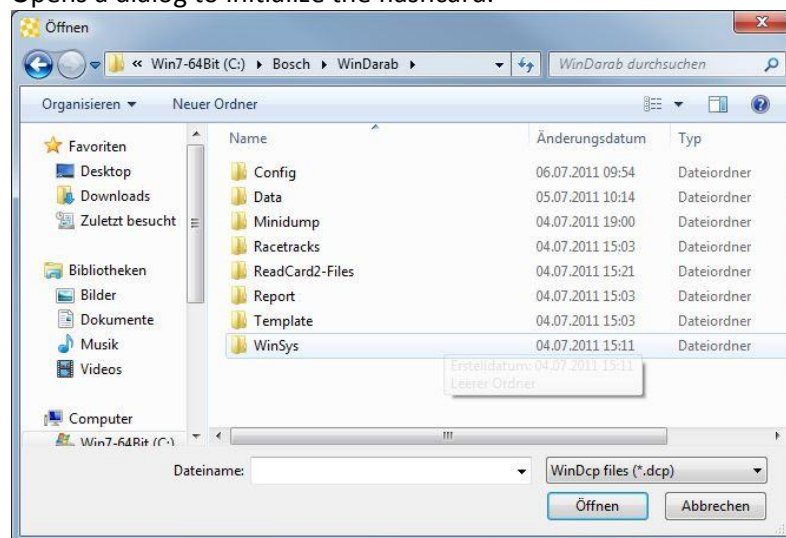 Opens a dialog to initialize the flashcard.
Öffnen
« Win7-64Bit (C:) ▸ Bosch ▸ WinDarab ▸
WinDarab durchsuchen
Organisieren
Neuer Ordner
Name Änderungsdatum Typ
Favoriten
Desktop
Downloads
Zuletzt besucht
Bibliotheken
Bilder
Dokumente
Musik
Videos
Computer
Win7-64Bit (C:)
Config 06.07.2011 09:54 Dateiordner
Data 05.07.2011 10:14 Dateiordner
Minidump 04.07.2011 19:00 Dateiordner
Racetracks 04.07.2011 15:03 Dateiordner
ReadCard2-Files 04.07.2011 15:21 Dateiordner
Report 04.07.2011 15:03 Dateiordner
Template 04.07.2011 15:03 Dateiordner
WinSys 04.07.2011 15:11 Dateiordner
Erstelldatum: 04.07.2011 15:11
Leerer Ordner
Dateiname:
WinDcp files (*.dcp)
Öffnen
Abbrechen